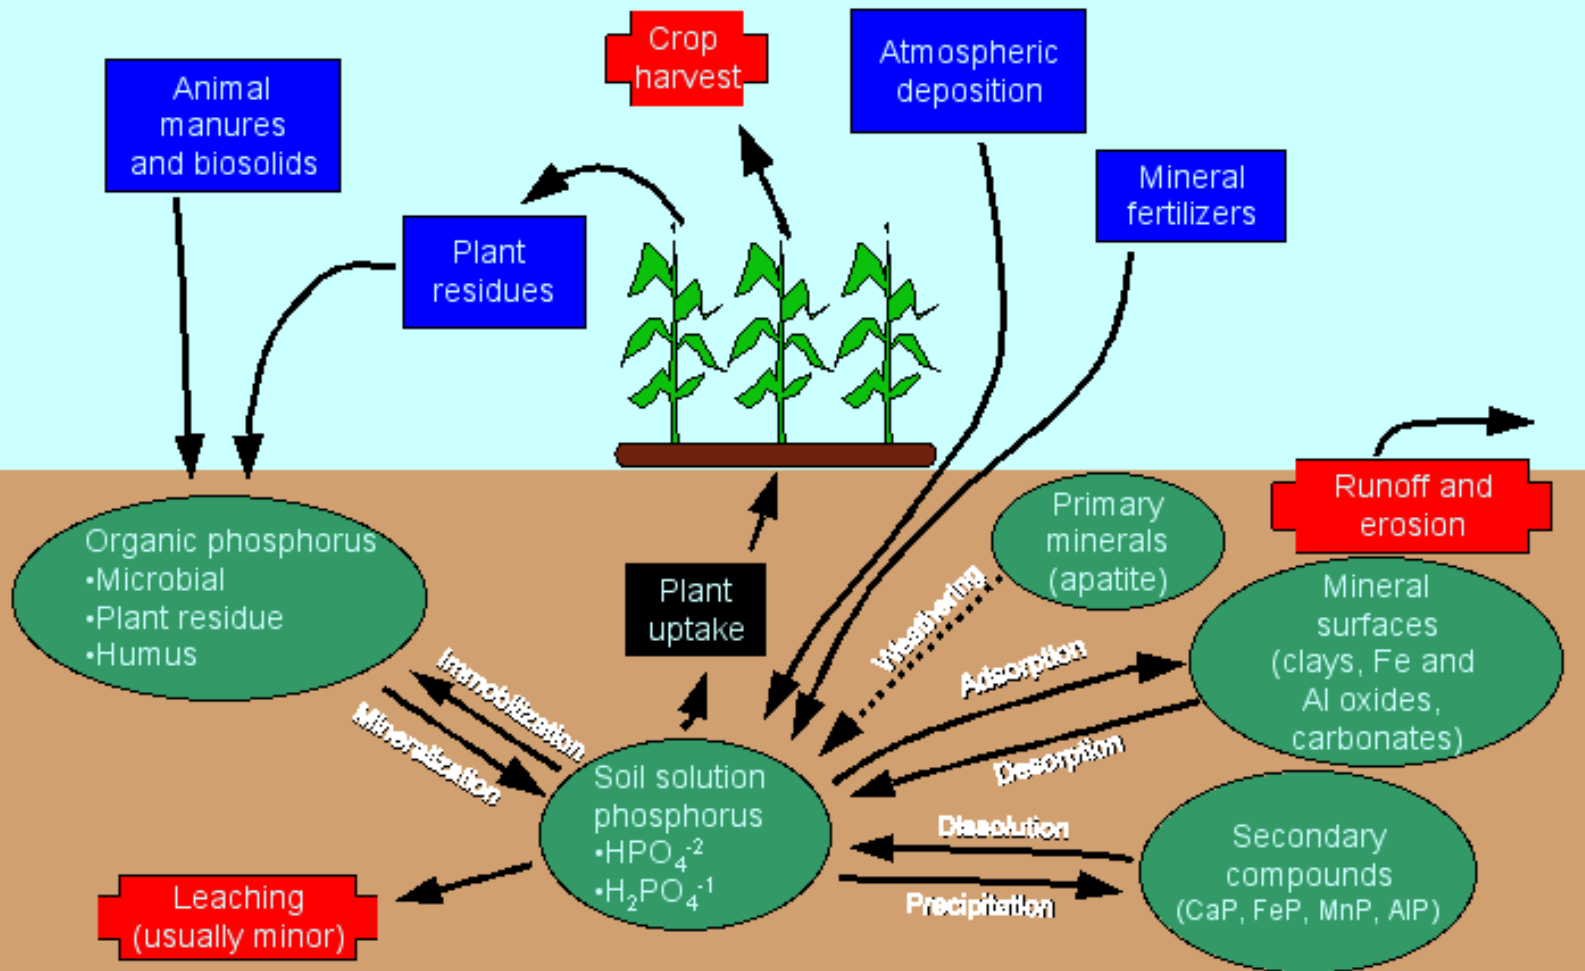 Crop
harvest
Atmospheric
deposition
Animal
manures
and biosolids
Mineral
fertilizers
Plant
residues
Runoff and
erosion
Primary
minerals
(apatite)
Organic phosphorus
•Microbial
•Plant residue
•Humus
Plant
uptake
Weathering
Mineral
surfaces
(clays, Fe and
Al oxides,
carbonates)
Adsorption
Desorption
Immobilization
Mineralization
Soil solution
phosphorus
•HPO₄⁻²
•H₂PO₄⁻¹
Dissolution
Precipitation
Secondary
compounds
(CaP, FeP, MnP, AlP)
Leaching
(usually minor)